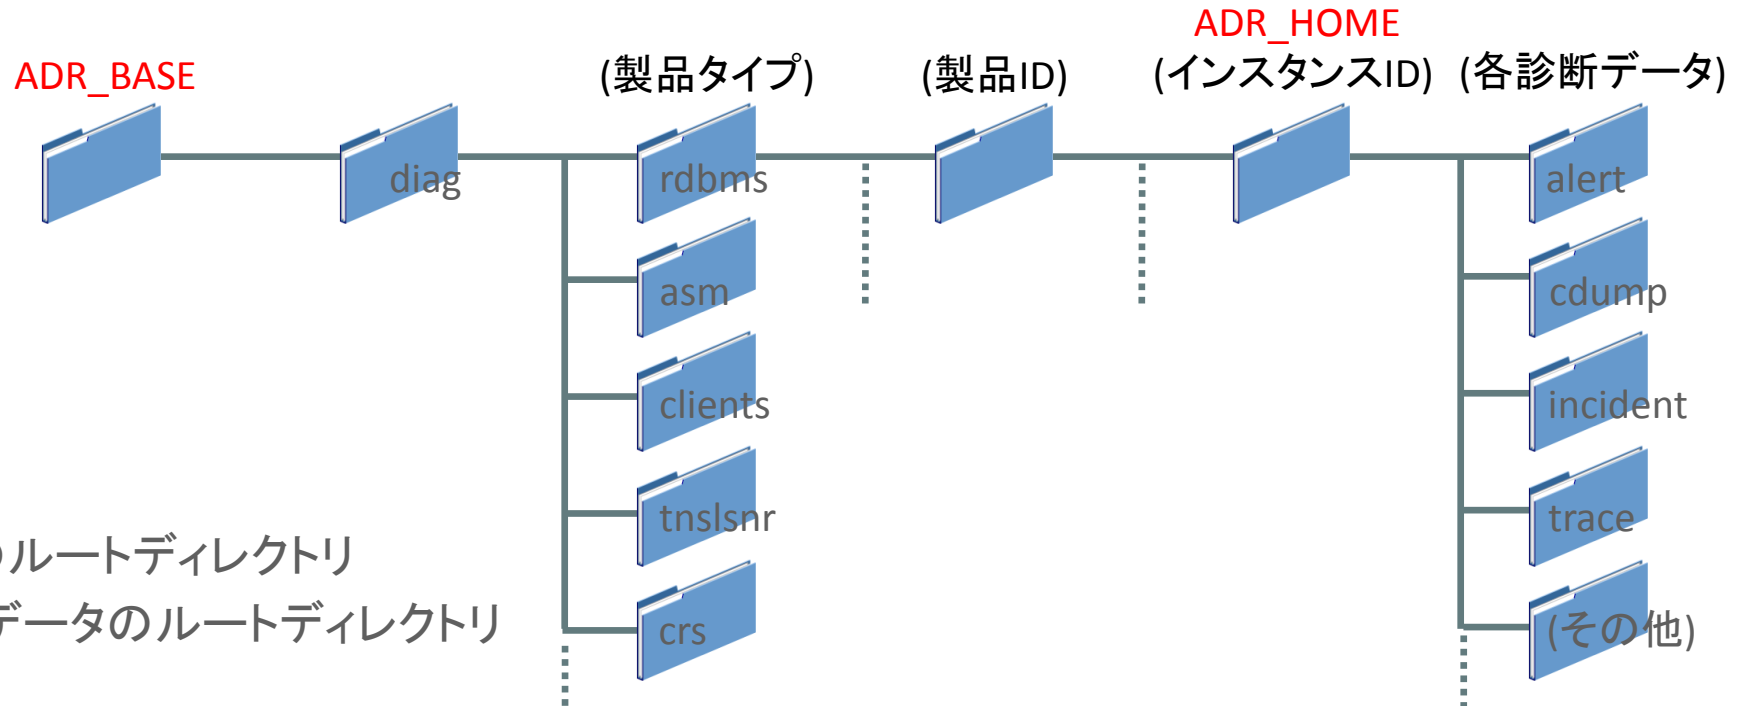 ADR_HOME
ADR_BASE
(製品タイプ)
(製品ID)
(インスタンスID)
(各診断データ)
diag
rdbms
alert
asm
cdump
clients
incident
tnslsnr
trace
crs
(その他)
のルートディレクトリ
データのルートディレクトリ